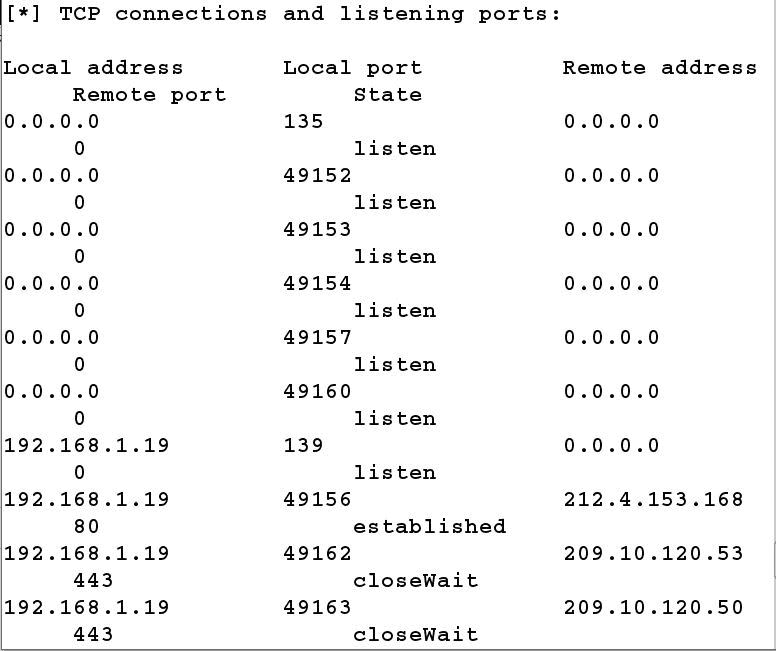 [*] TCP connections and listening ports:
Local address Local port Remote address
Remote port State
0.0.0.0 135 0.0.0.0
0 listen
0.0.0.0 49152 0.0.0.0
0 listen
0.0.0.0 49153 0.0.0.0
0 listen
0.0.0.0 49154 0.0.0.0
0 listen
0.0.0.0 49157 0.0.0.0
0 listen
0.0.0.0 49160 0.0.0.0
0 listen
192.168.1.19 139 0.0.0.0
0 listen
192.168.1.19 49156 212.4.153.168
80 established
192.168.1.19 49162 209.10.120.53
443 closeWait
192.168.1.19 49163 209.10.120.50
443 closeWait